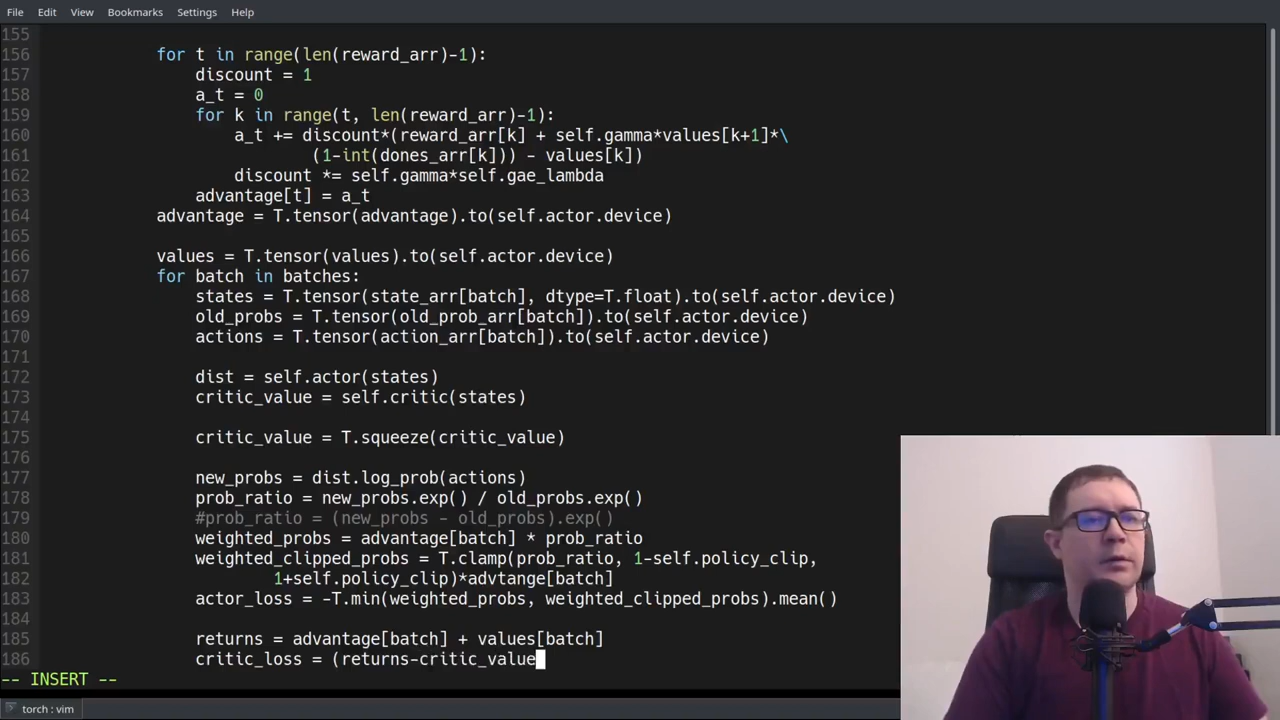 File Edit View Bookmarks Settings Help
155
156 for t in range(len(reward_arr)-1):
157 discount = 1
158 a_t = 0
159 for k in range(t, len(reward_arr)-1):
160 a_t += discount*(reward_arr[k] + self.gamma*values[k+1]*\
161 (1-int(dones_arr[k])) - values[k])
162 discount *= self.gamma*self.gae_lambda
163 advantage[t] = a_t
164 advantage = T.tensor(advantage).to(self.actor.device)
165
166 values = T.tensor(values).to(self.actor.device)
167 for batch in batches:
168 states = T.tensor(state_arr[batch], dtype=T.float).to(self.actor.device)
169 old_probs = T.tensor(old_prob_arr[batch]).to(self.actor.device)
170 actions = T.tensor(action_arr[batch]).to(self.actor.device)
171
172 dist = self.actor(states)
173 critic_value = self.critic(states)
174
175 critic_value = T.squeeze(critic_value)
176
177 new_probs = dist.log_prob(actions)
178 prob_ratio = new_probs.exp() / old_probs.exp()
179 #prob_ratio = (new_probs - old_probs).exp()
180 weighted_probs = advantage[batch] * prob_ratio
181 weighted_clipped_probs = T.clamp(prob_ratio, 1-self.policy_clip,
182 1+self.policy_clip)*advtange[batch]
183 actor_loss = -T.min(weighted_probs, weighted_clipped_probs).mean()
184
185 returns = advantage[batch] + values[batch]
186 critic_loss = (returns-critic_value
-- INSERT --
torch : vim